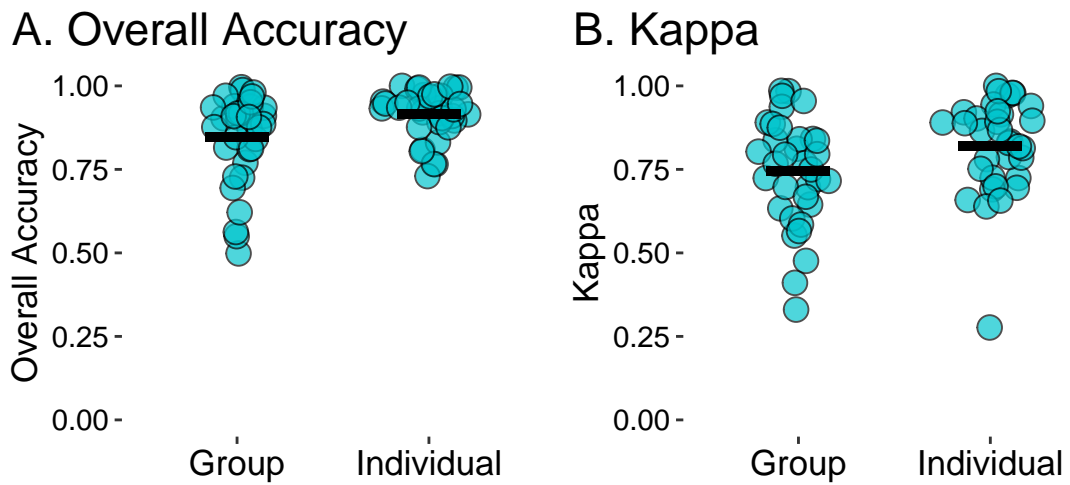 A. Overall Accuracy
Overall Accuracy
1.00
0.75
0.50
0.25
0.00
Group
Individual
B. Kappa
Kappa
1.00
0.75
0.50
0.25
0.00
Group
Individual